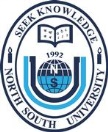 SEEK KNOWLEDGE
1992
N S
NORTH SOUTH UNIVERSITY